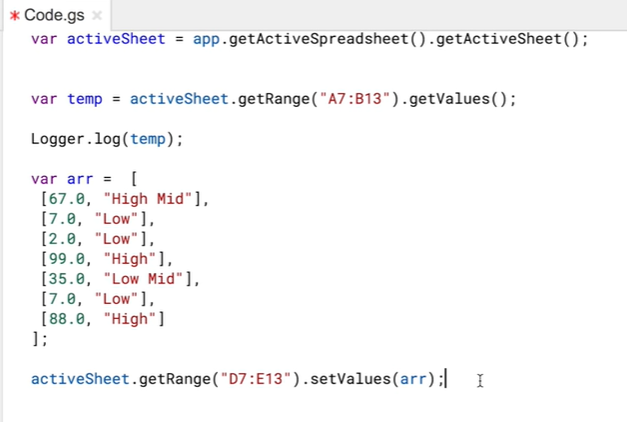 * Code.gs ×
var activeSheet = app.getActiveSpreadsheet().getActiveSheet();
var temp = activeSheet.getRange("A7:B13").getValues();
Logger.log(temp);
var arr =  [
 [67.0, "High Mid"],
 [7.0, "Low"],
 [2.0, "Low"],
 [99.0, "High"],
 [35.0, "Low Mid"],
 [7.0, "Low"],
 [88.0, "High"]
];
activeSheet.getRange("D7:E13").setValues(arr);